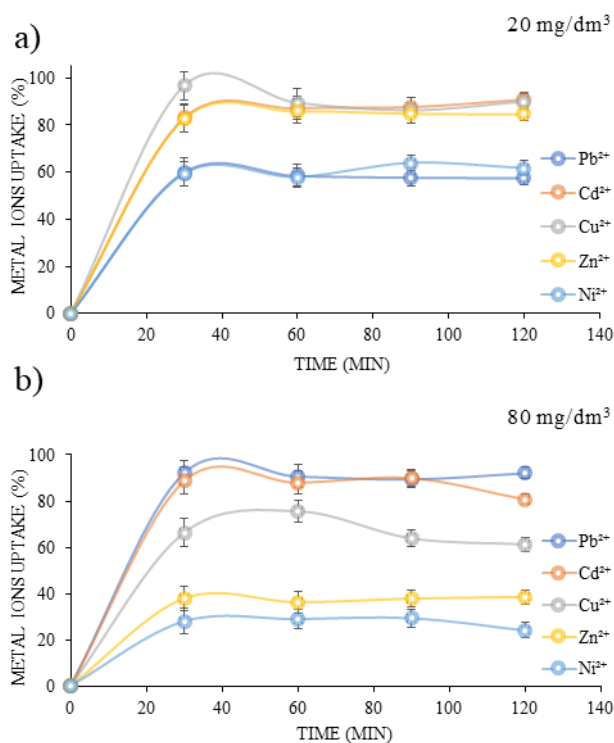 a)
20 mg/dm³
METAL IONS UPTAKE (%)
100
80
60
40
20
0
Pb²⁺
Cd²⁺
Cu²⁺
Zn²⁺
Ni²⁺
0 20 40 60 80 100 120 140
TIME (MIN)
b)
80 mg/dm³
METAL IONS UPTAKE (%)
100
80
60
40
20
0
Pb²⁺
Cd²⁺
Cu²⁺
Zn²⁺
Ni²⁺
0 20 40 60 80 100 120 140
TIME (MIN)